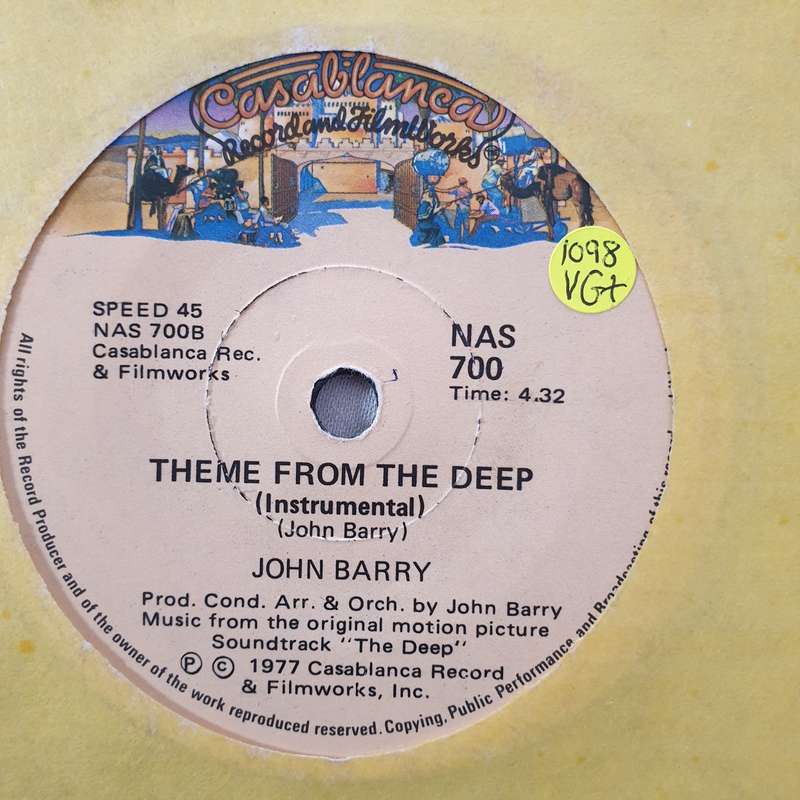 Casablanca
Record and FilmWorks®
1098
VG+
SPEED 45
NAS 700B
Casablanca Rec.
& Filmworks
NAS
700
Time: 4.32
THEME FROM THE DEEP
(Instrumental)
(John Barry)
JOHN BARRY
Prod. Cond. Arr. & Orch. by John Barry
Music from the original motion picture
Soundtrack "The Deep"
Ⓟ © 1977 Casablanca Record
& Filmworks, Inc.
All rights of the Record Producer and of the owner of the work reproduced reserved. Copying, Public Performance and Broadcasting of this record